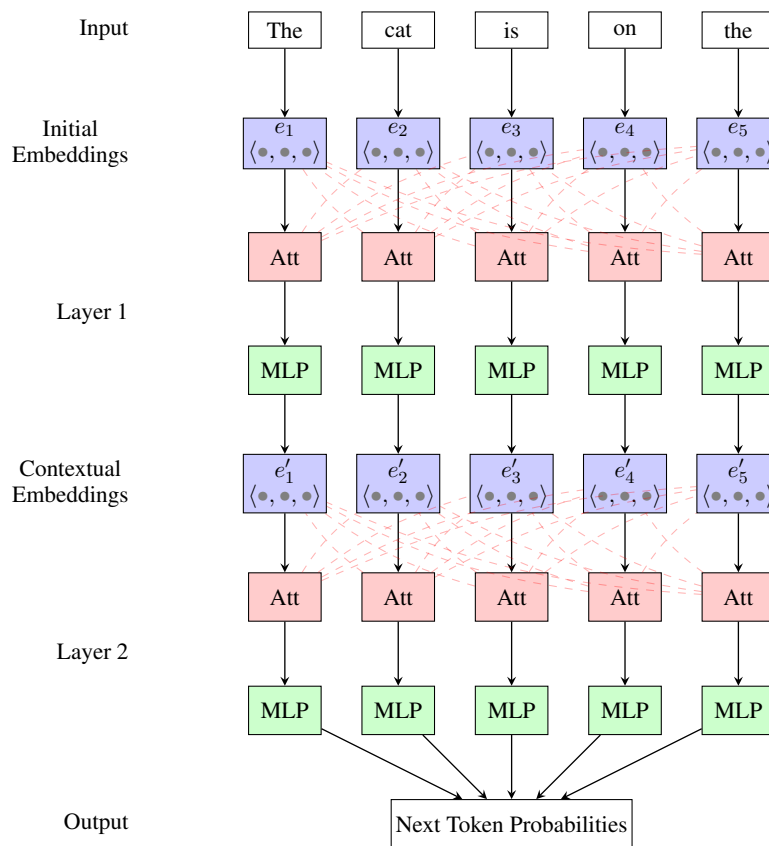 Input The cat is on the
Initial
Embeddings
e₁ e₂ e₃ e₄ e₅
⟨•, •, •⟩ ⟨•, •, •⟩ ⟨•, •, •⟩ ⟨•, •, •⟩ ⟨•, •, •⟩
Att Att Att Att Att
Layer 1
MLP MLP MLP MLP MLP
Contextual
Embeddings
e′₁ e′₂ e′₃ e′₄ e′₅
⟨•, •, •⟩ ⟨•, •, •⟩ ⟨•, •, •⟩ ⟨•, •, •⟩ ⟨•, •, •⟩
Att Att Att Att Att
Layer 2
MLP MLP MLP MLP MLP
Output Next Token Probabilities